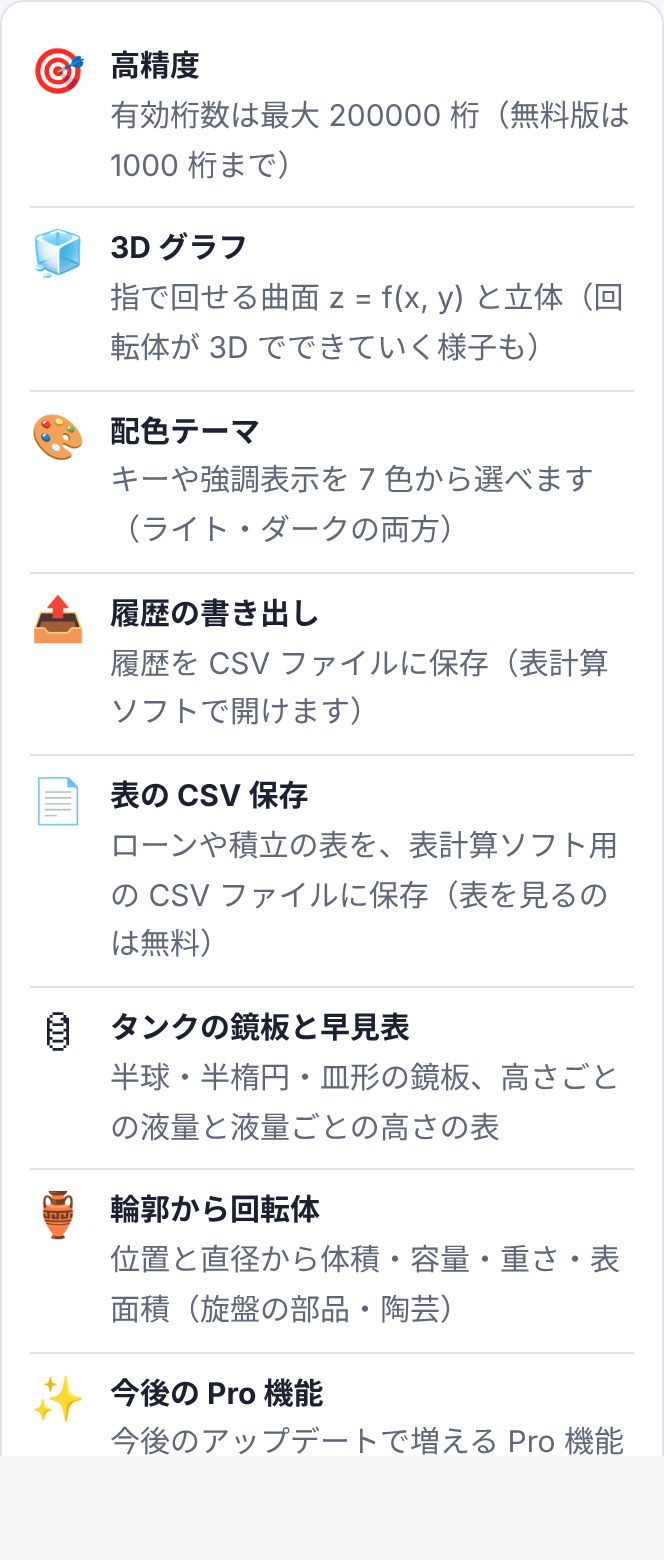 高精度
有効桁数は最大 200000 桁（無料版は
1000 桁まで）
3D グラフ
指で回せる曲面 z = f(x, y) と立体（回
転体が 3D でできていく様子も）
配色テーマ
キーや強調表示を 7 色から選べます
（ライト・ダークの両方）
履歴の書き出し
履歴を CSV ファイルに保存（表計算
ソフトで開けます）
表の CSV 保存
ローンや積立の表を、表計算ソフト用
の CSV ファイルに保存（表を見るの
は無料）
タンクの鏡板と早見表
半球・半楕円・皿形の鏡板、高さごと
の液量と液量ごとの高さの表
輪郭から回転体
位置と直径から体積・容量・重さ・表
面積（旋盤の部品・陶芸）
今後の Pro 機能
今後のアップデートで増える Pro 機能